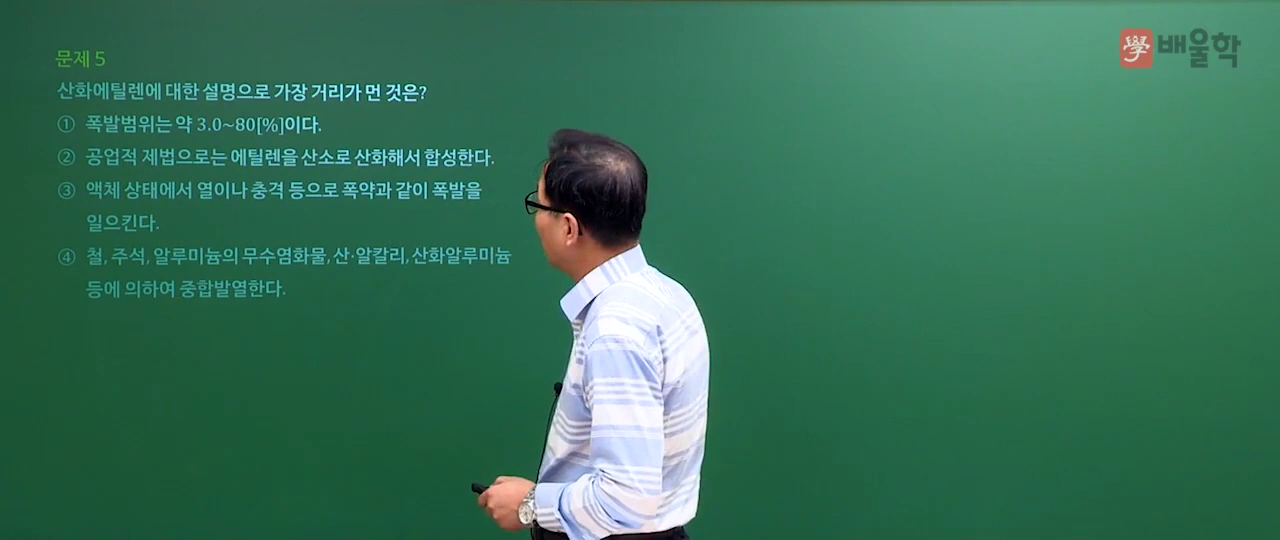 學 배울학
문제 5
산화에틸렌에 대한 설명으로 가장 거리가 먼 것은?
① 폭발범위는 약 3.0~80[%]이다.
② 공업적 제법으로는 에틸렌을 산소로 산화해서 합성한다.
③ 액체 상태에서 열이나 충격 등으로 폭약과 같이 폭발을
일으킨다.
④ 철, 주석, 알루미늄의 무수염화물, 산·알칼리, 산화알루미늄
등에 의하여 중합발열한다.